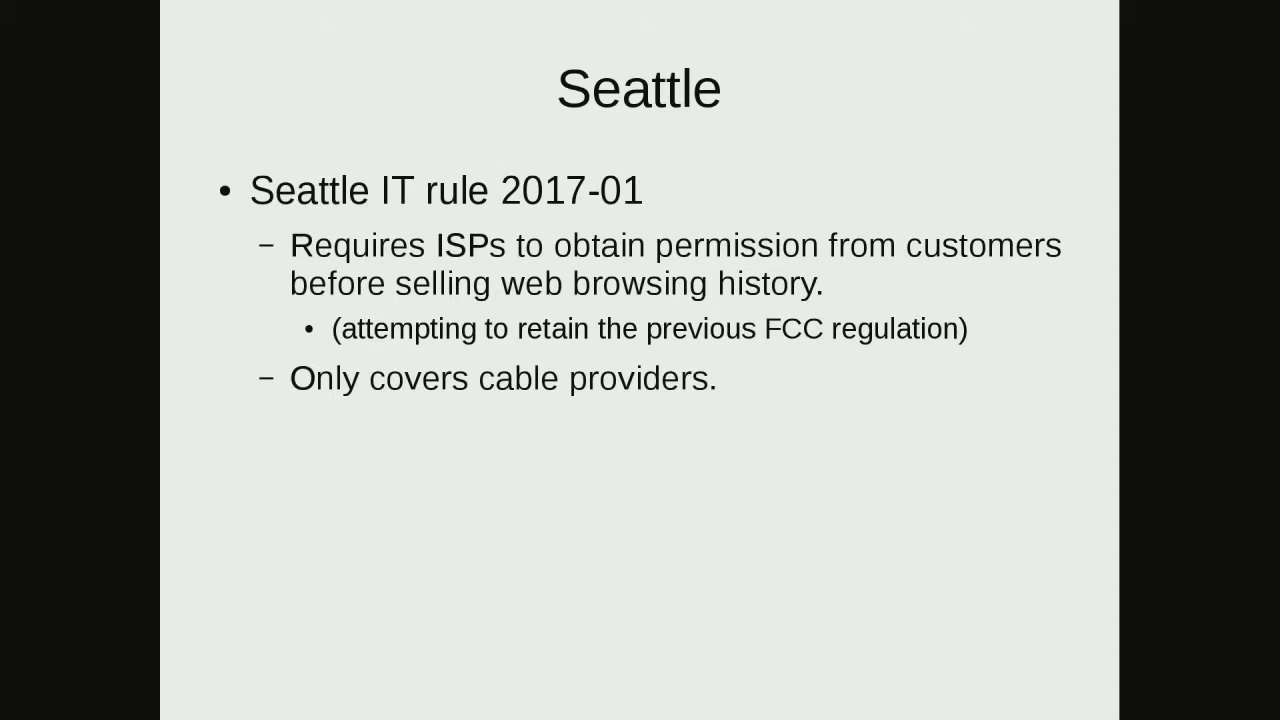 Seattle
• Seattle IT rule 2017-01
– Requires ISPs to obtain permission from customers
before selling web browsing history.
• (attempting to retain the previous FCC regulation)
– Only covers cable providers.